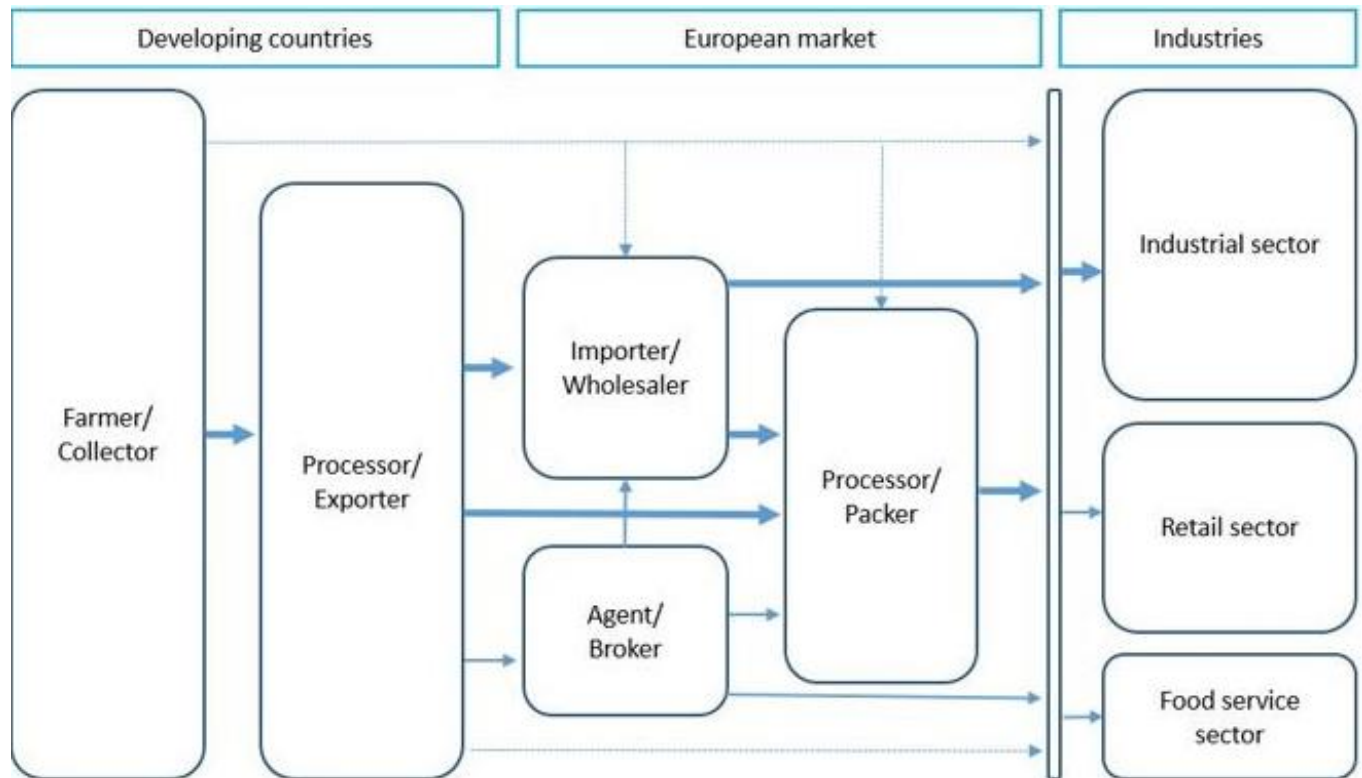 Developing countries
European market
Industries
Farmer/
Collector
Processor/
Exporter
Importer/
Wholesaler
Agent/
Broker
Processor/
Packer
Industrial sector
Retail sector
Food service
sector